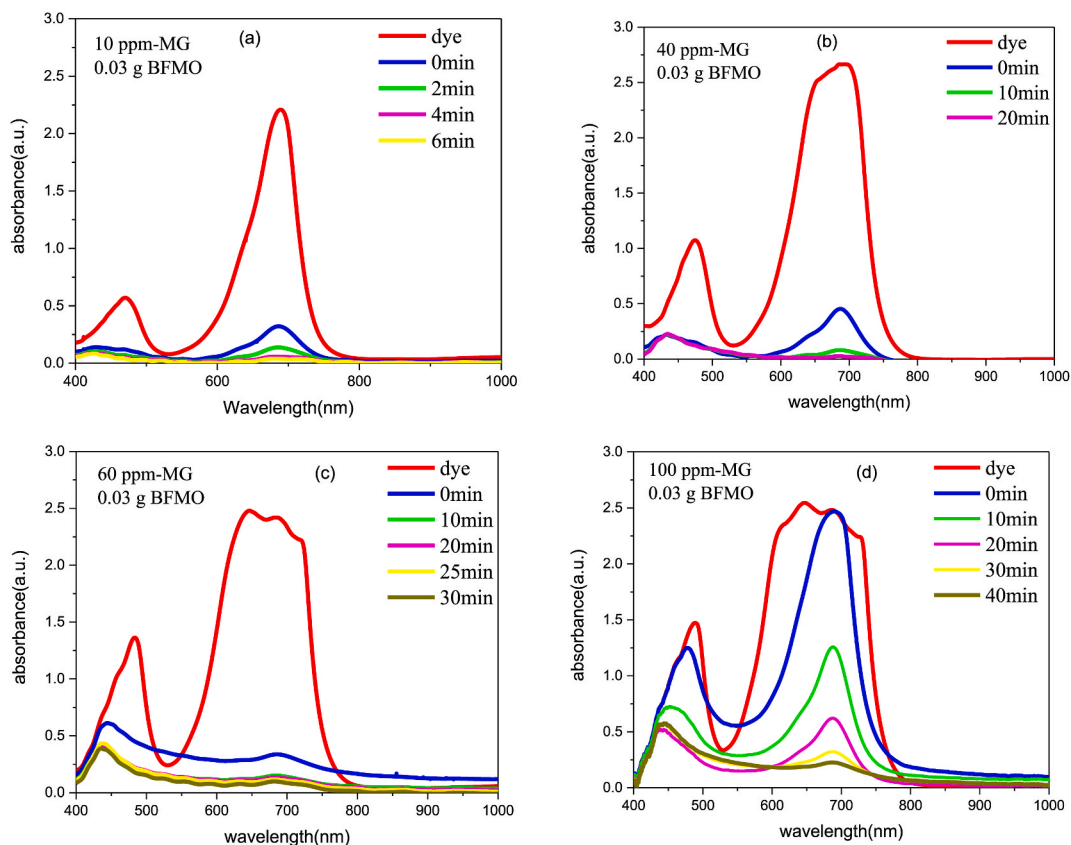 10 ppm-MG
0.03 g BFMO
(a)
dye
0min
2min
4min
6min
absorbance(a.u.)
3.0
2.5
2.0
1.5
1.0
0.5
0.0
400
600
800
1000
Wavelength(nm)
40 ppm-MG
0.03 g BFMO
(b)
dye
0min
10min
20min
absorbance(a.u.)
3.0
2.5
2.0
1.5
1.0
0.5
0.0
400
500
600
700
800
900
1000
wavelength(nm)
60 ppm-MG
0.03 g BFMO
(c)
dye
0min
10min
20min
25min
30min
absorbance(a.u.)
3.0
2.5
2.0
1.5
1.0
0.5
0.0
400
500
600
700
800
900
1000
wavelength(nm)
100 ppm-MG
0.03 g BFMO
(d)
dye
0min
10min
20min
30min
40min
absorbance(a.u.)
3.0
2.5
2.0
1.5
1.0
0.5
0.0
400
500
600
700
800
900
1000
wavelength(nm)